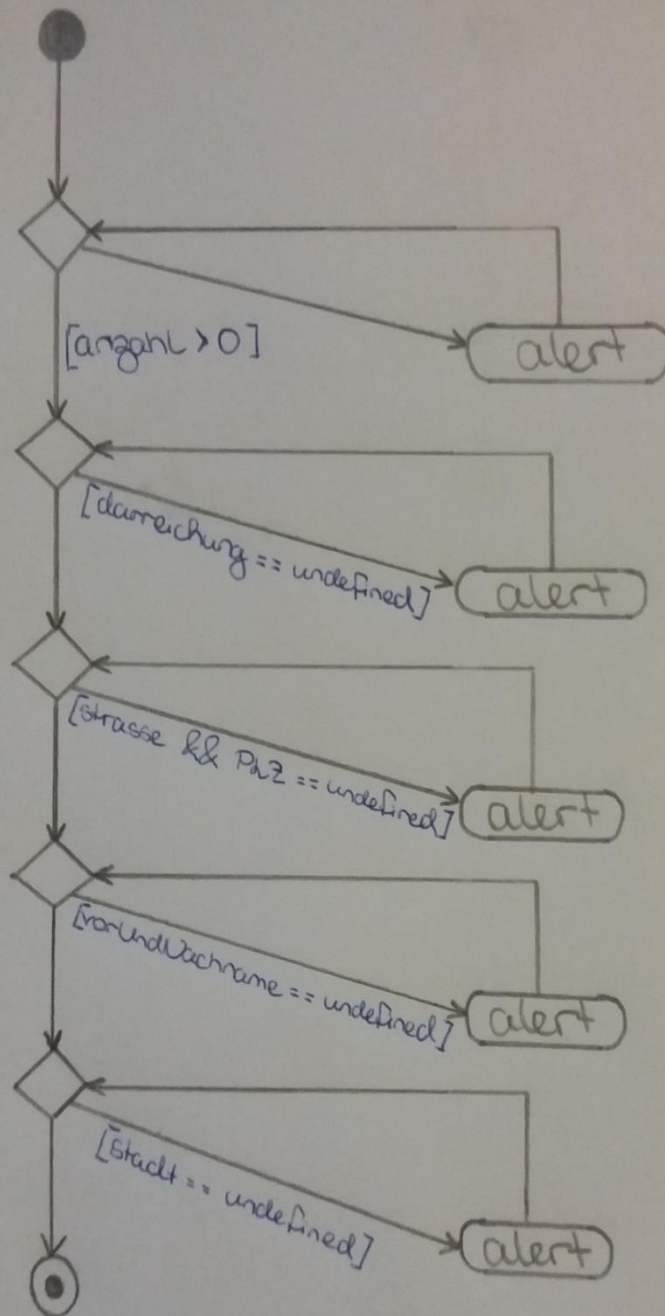 [anzahl > 0]
alert
[darreichung == undefined]
alert
[strasse && PLZ == undefined]
alert
[vorUndNachname == undefined]
alert
[stadt == undefined]
alert